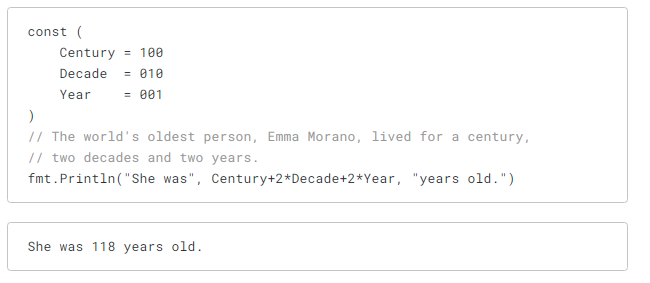 const (
    Century = 100
    Decade  = 010
    Year    = 001
)
// The world's oldest person, Emma Morano, lived for a century,
// two decades and two years.
fmt.Println("She was", Century+2*Decade+2*Year, "years old.")
She was 118 years old.